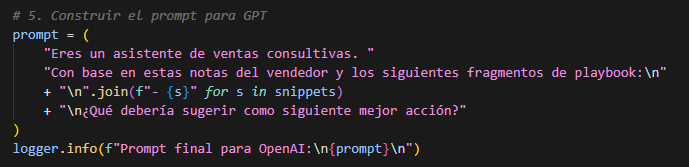 # 5. Construir el prompt para GPT
prompt = (
    "Eres un asistente de ventas consultivas. "
    "Con base en estas notas del vendedor y los siguientes fragmentos de playbook:\n"
    + "\n".join(f"- {s}" for s in snippets)
    + "\n¿Qué debería sugerir como siguiente mejor acción?"
)
logger.info(f"Prompt final para OpenAI:\n{prompt}\n")